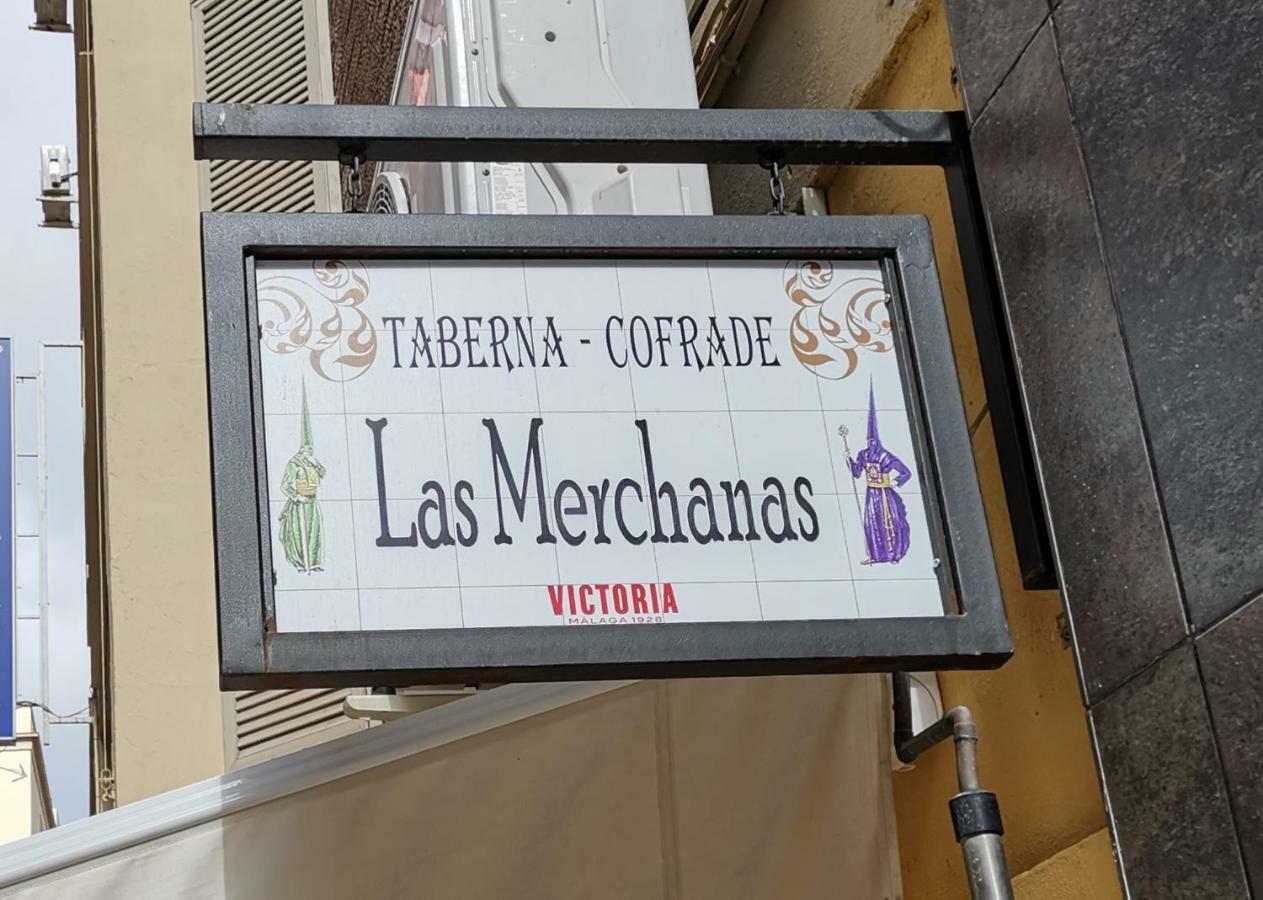 TABERNA - COFRADE
Las Merchanas
VICTORIA
MÁLAGA 1928